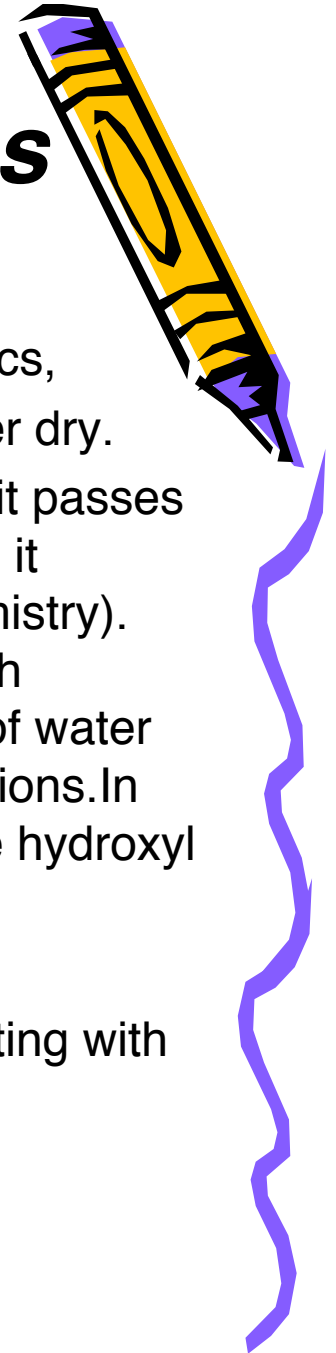 s
cs,
er dry.
it passes
it
nistry).
h
of water
ions.In
e hydroxyl
ting with